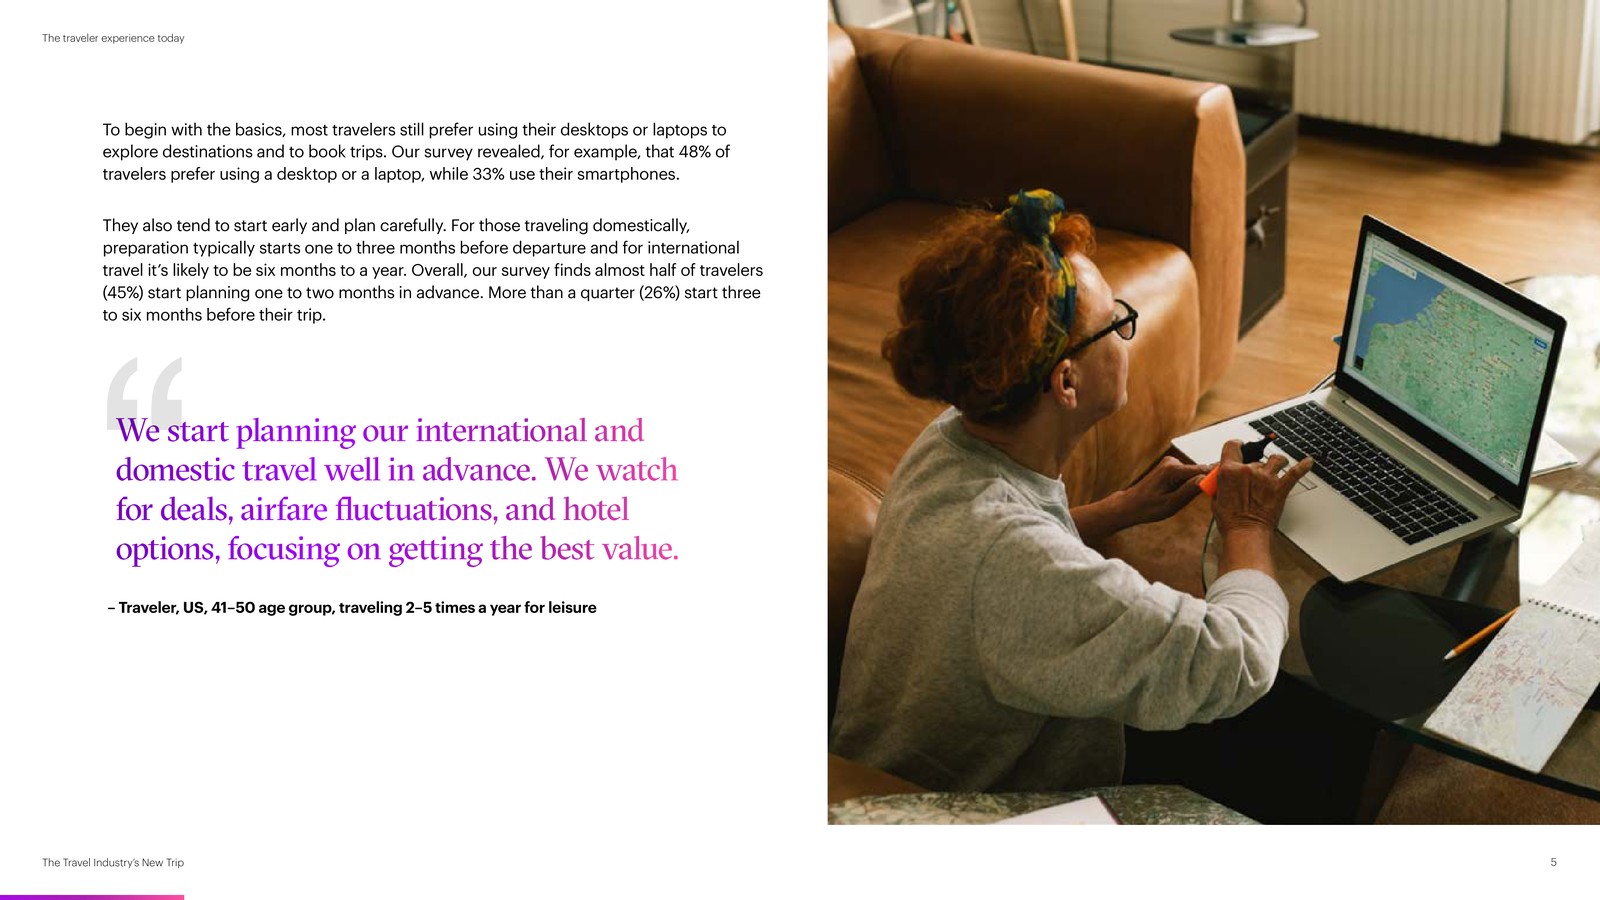 The traveler experience today
To begin with the basics, most travelers still prefer using their desktops or laptops to
explore destinations and to book trips. Our survey revealed, for example, that 48% of
travelers prefer using a desktop or a laptop, while 33% use their smartphones.
They also tend to start early and plan carefully. For those traveling domestically,
preparation typically starts one to three months before departure and for international
travel it’s likely to be six months to a year. Overall, our survey finds almost half of travelers
(45%) start planning one to two months in advance. More than a quarter (26%) start three
to six months before their trip.
“
We start planning our international and
domestic travel well in advance. We watch
for deals, airfare fluctuations, and hotel
options, focusing on getting the best value.
– Traveler, US, 41–50 age group, traveling 2–5 times a year for leisure
The Travel Industry’s New Trip
5